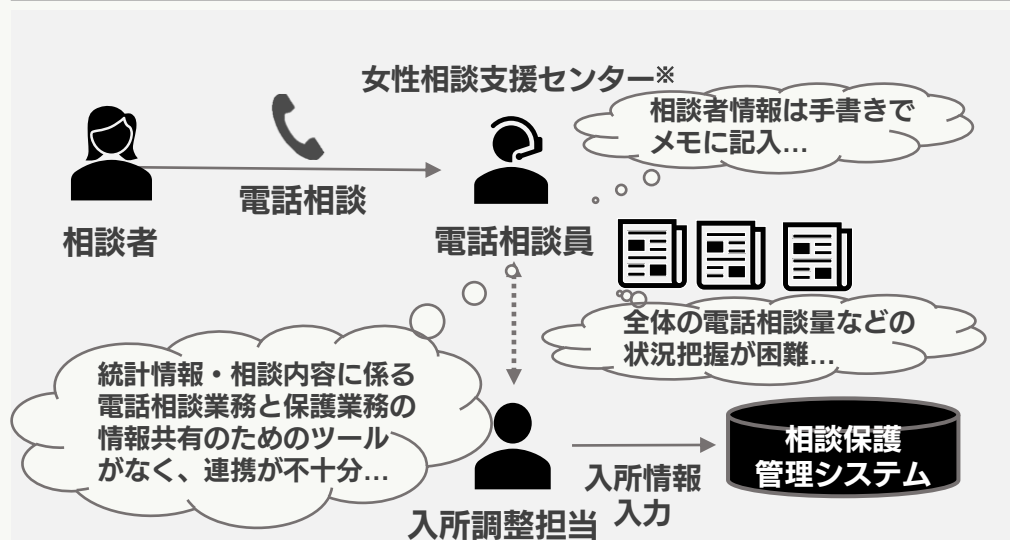 女性相談支援センター※
相談者情報は手書きで
メモに記入…
電話相談
相談者
電話相談員
全体の電話相談量などの
状況把握が困難…
統計情報・相談内容に係る
電話相談業務と保護業務の
情報共有のためのツール
がなく、連携が不十分…
相談保護
管理システム
入所情報
入力
入所調整担当